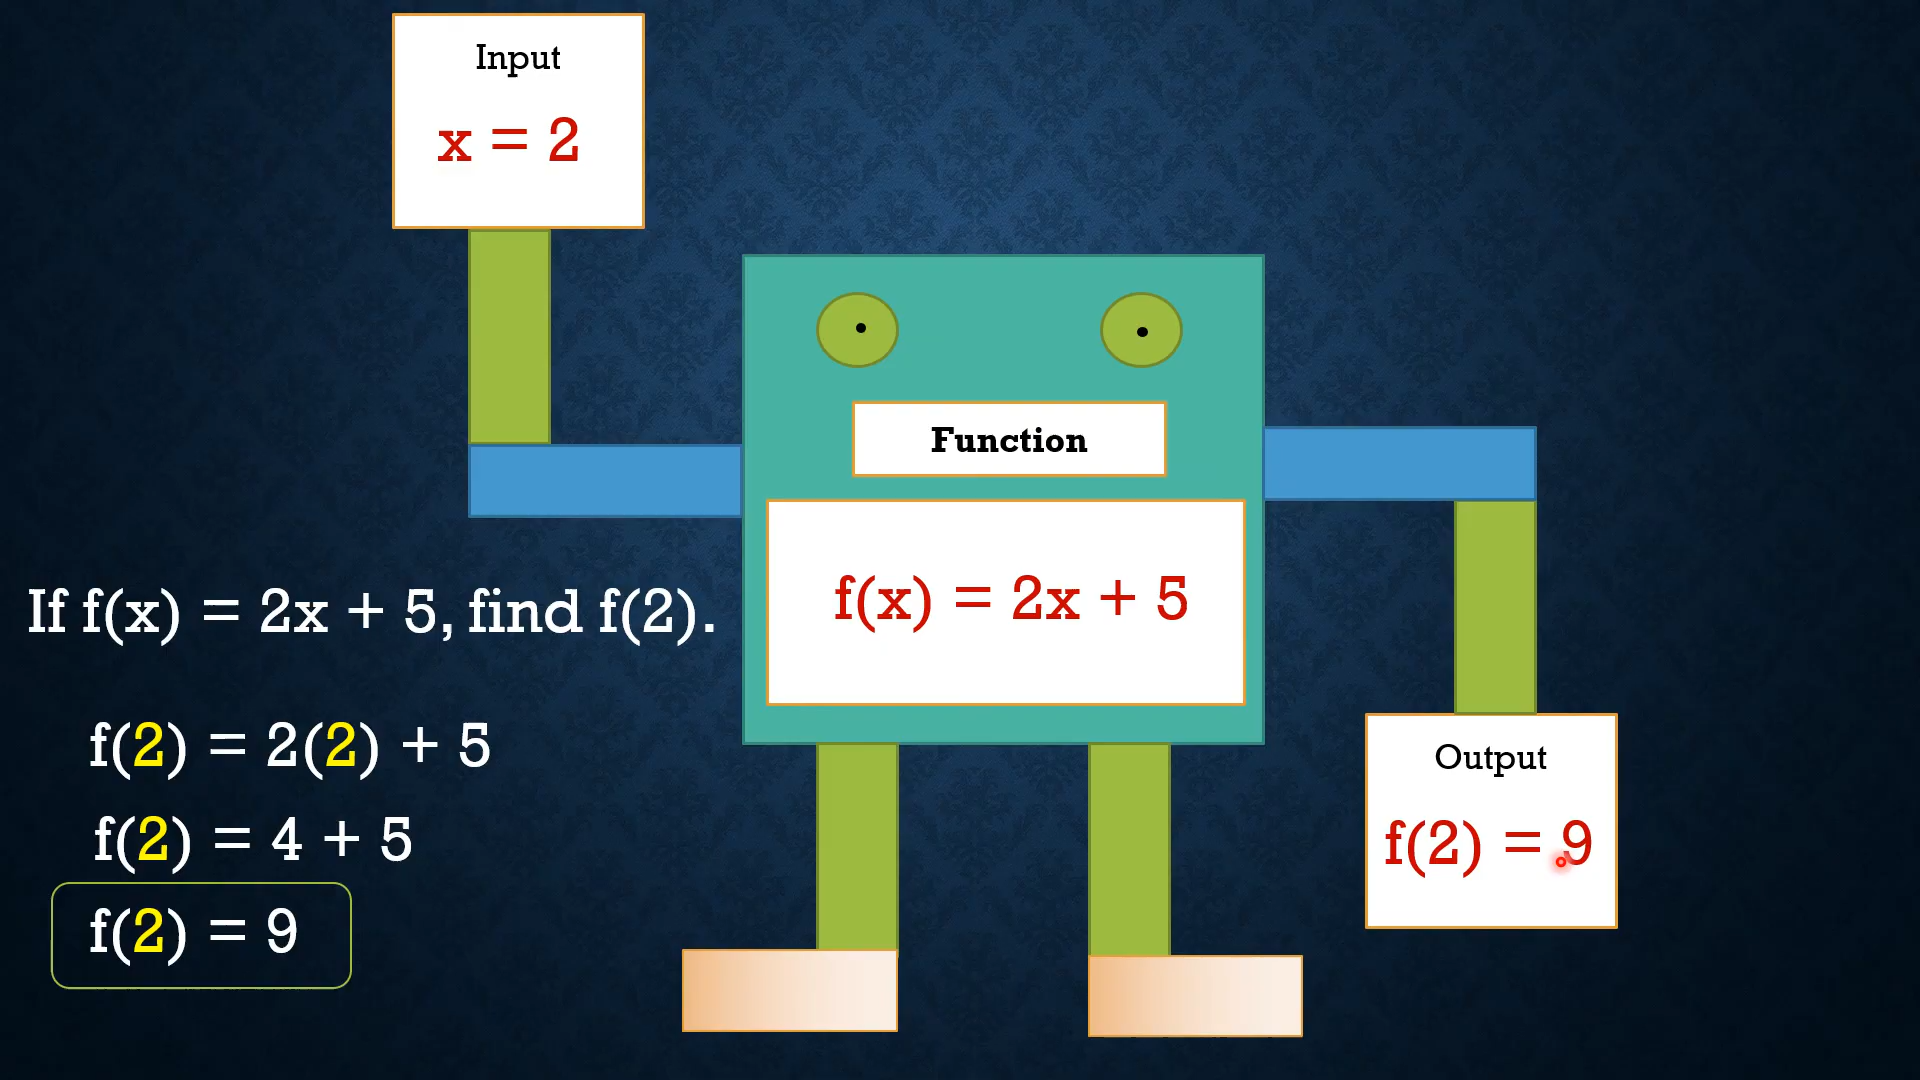 Input
x = 2
Function
f(x) = 2x + 5
If f(x) = 2x + 5, find f(2).
f(2) = 2(2) + 5
f(2) = 4 + 5
f(2) = 9
Output
f(2) = 9